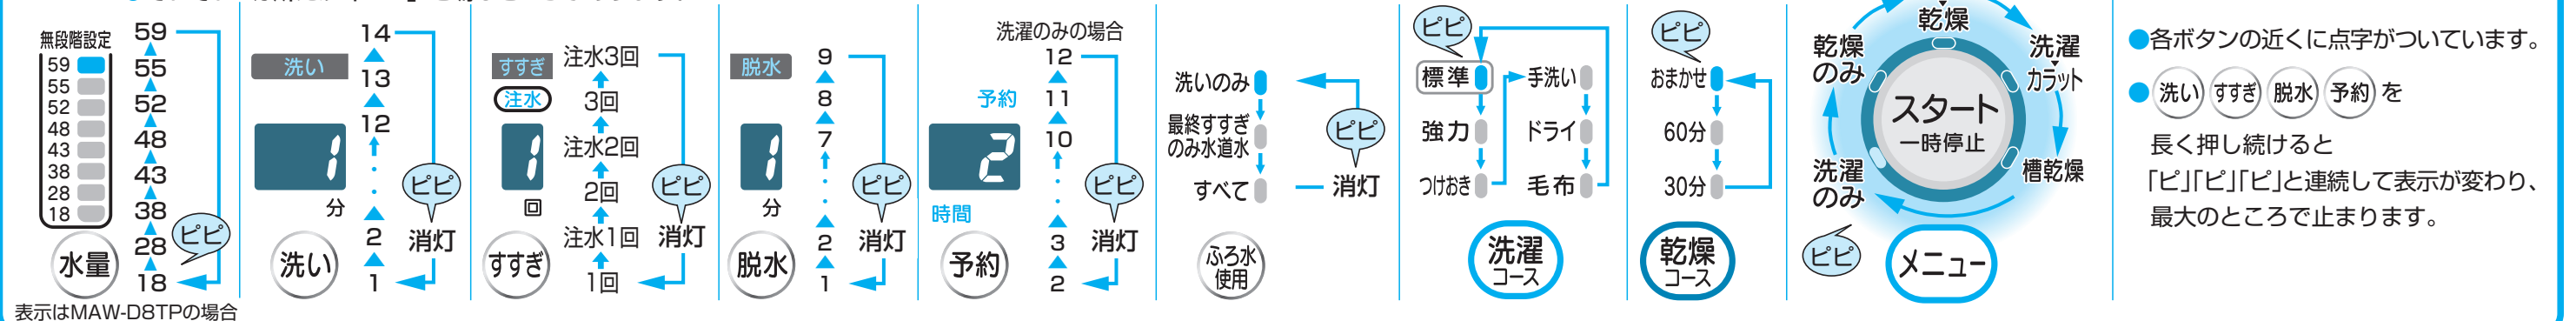 無段階設定
59
55
52
48
43
38
28
18
水量
59
55
52
48
43
38
28
18
ピピ
表示はMAW-D8TPの場合
洗い
1
分
洗い
14
13
12
2
1
ピピ
消灯
すすぎ
注水
1
回
すすぎ
注水3回
3回
注水2回
2回
注水1回
1回
ピピ
消灯
脱水
1
分
脱水
9
8
7
2
1
ピピ
消灯
洗濯のみの場合
予約
2
時間
予約
12
11
10
3
2
ピピ
消灯
洗いのみ
最終すすぎ
のみ水道水
すべて
ピピ
消灯
ふろ水
使用
ピピ
標準
強力
つけおき
手洗い
ドライ
毛布
洗濯
コース
ピピ
おまかせ
60分
30分
乾燥
コース
乾燥
洗濯
カラット
槽乾燥
洗濯
のみ
乾燥
のみ
スタート
一時停止
ピピ
メニュー
●各ボタンの近くに点字がついています。
●洗い すすぎ 脱水 予約 を
長く押し続けると
「ピ」「ピ」「ピ」と連続して表示が変わり、
最大のところで止まります。